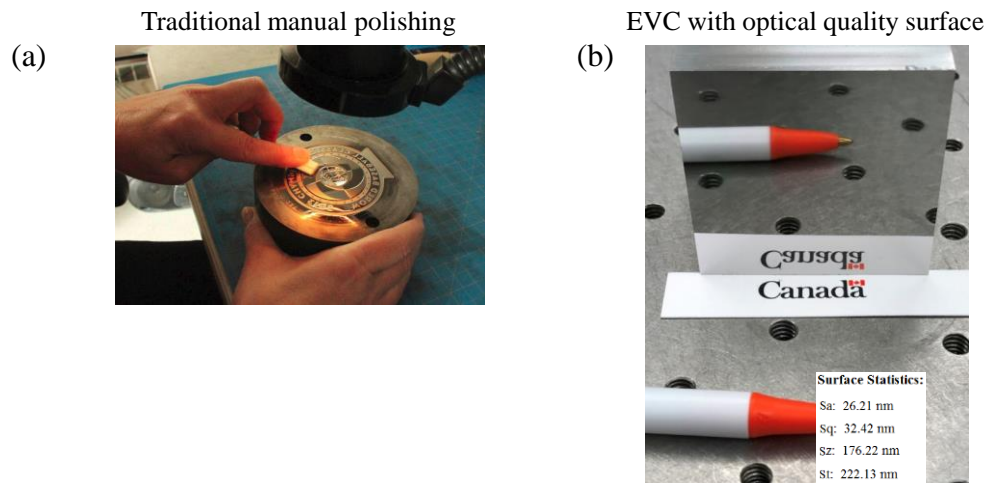 Traditional manual polishing
EVC with optical quality surface
(a)
(b)
Canada
Canada
Surface Statistics:
Sa: 26.21 nm
Sq: 32.42 nm
Sz: 176.22 nm
St: 222.13 nm